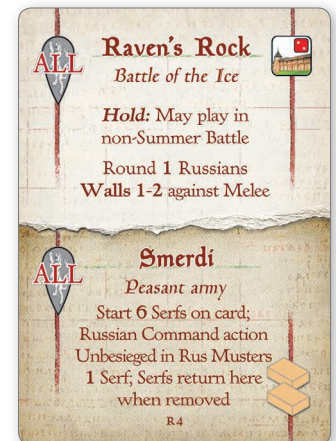 ALL
Raven's Rock
Battle of the Ice
Hold: May play in
non-Summer Battle
Round 1 Russians
Walls 1-2 against Melee
ALL
Smerdi
Peasant army
Start 6 Serfs on card;
Russian Command action
Unbesieged in Rus Musters
1 Serf; Serfs return here
when removed
R4